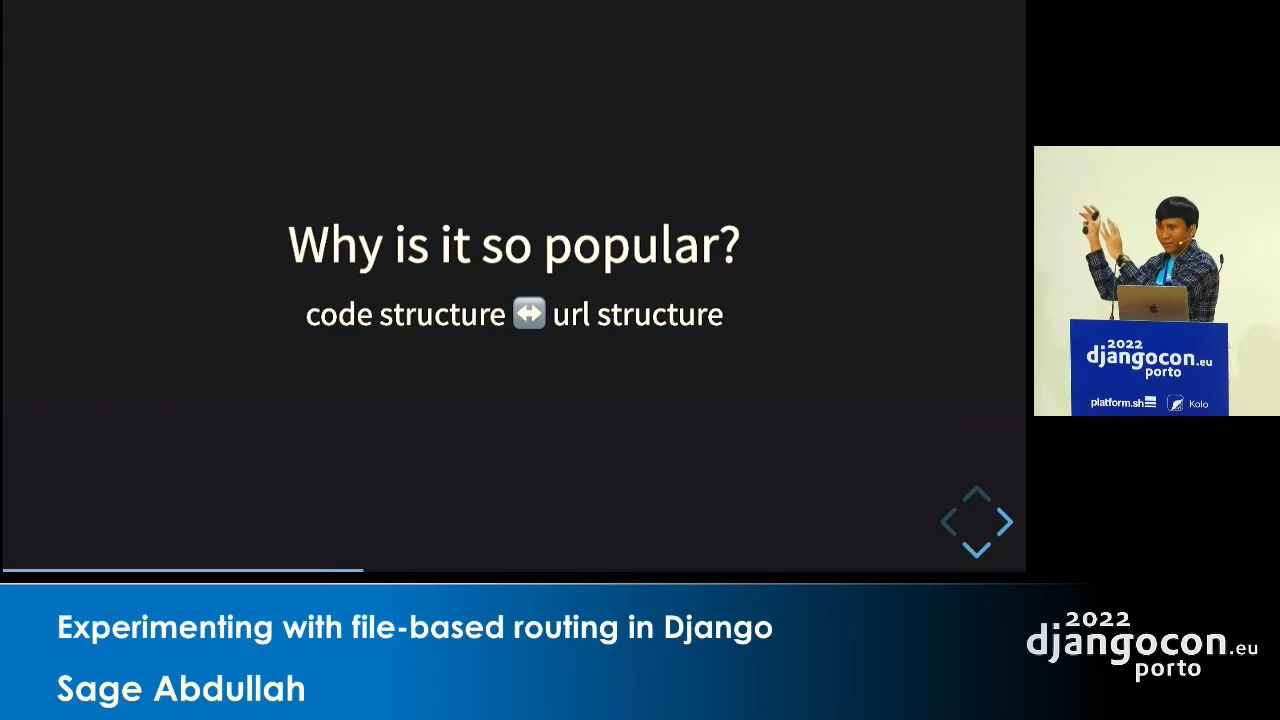 Why is it so popular?
code structure ↔️ url structure
2022
djangocon.eu
porto
platform.sh
Kolo
Experimenting with file-based routing in Django
Sage Abdullah
2022
djangocon.eu
porto